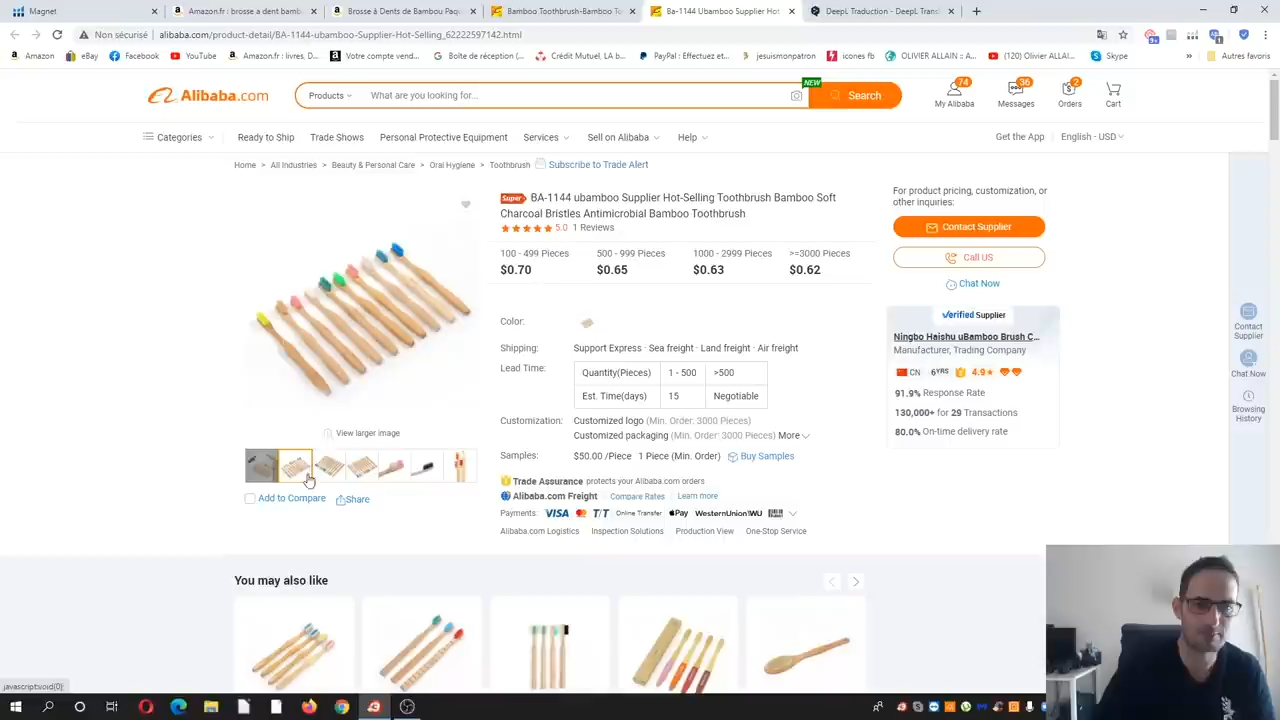 Magnet
Amazon.fr : brosse a dent bamb
Brosse à Dents de Bambou Paq
Bamboo Toothbrush-Bamboo To
Ba-1144 Ubamboo Supplier Hot
DeepL Traduction - DeepL Trans
Non sécurisé
alibaba.com/product-detail/BA-1144-ubamboo-Supplier-Hot-Selling_62222597142.html
Amazon
eBay
Facebook
YouTube
Amazon.fr : livres, D...
Votre compte vend...
Boîte de réception (...
Crédit Mutuel, LA b...
PayPal : Effectuez et...
jesuismonpatron
icones fb
OLIVIER ALLAIN = A...
(120) Olivier ALLAI...
Skype
Autres favoris
Alibaba.com
Products
What are you looking for...
NEW
Search
74
My Alibaba
36
Messages
2
Orders
Cart
Categories
Ready to Ship
Trade Shows
Personal Protective Equipment
Services
Sell on Alibaba
Help
Get the App
English - USD
Home > All Industries > Beauty & Personal Care > Oral Hygiene > Toothbrush
Subscribe to Trade Alert
Super
BA-1144 ubamboo Supplier Hot-Selling Toothbrush Bamboo Soft
Charcoal Bristles Antimicrobial Bamboo Toothbrush
5.0 1 Reviews
100 - 499 Pieces
$0.70
500 - 999 Pieces
$0.65
1000 - 2999 Pieces
$0.63
>=3000 Pieces
$0.62
Color:
Shipping: Support Express · Sea freight · Land freight · Air freight
Lead Time:
Quantity(Pieces) 1 - 500 >500
Est. Time(days) 15 Negotiable
Customization: Customized logo (Min. Order: 3000 Pieces)
Customized packaging (Min. Order: 3000 Pieces) More
Samples: $50.00 /Piece 1 Piece (Min. Order) Buy Samples
Trade Assurance protects your Alibaba.com orders
Alibaba.com Freight Compare Rates Learn more
Payments: VISA T/T Online Transfer Pay WesternUnion WU
Alibaba.com Logistics Inspection Solutions Production View One-Stop Service
View larger image
Add to Compare
Share
For product pricing, customization, or
other inquiries:
Contact Supplier
Call US
Chat Now
Verified Supplier
Ningbo Haishu uBamboo Brush C...
Manufacturer, Trading Company
CN 6YRS 4.9
91.9% Response Rate
130,000+ for 29 Transactions
80.0% On-time delivery rate
Contact
Supplier
Chat Now
Browsing
History
You may also like
javascript:void(0);